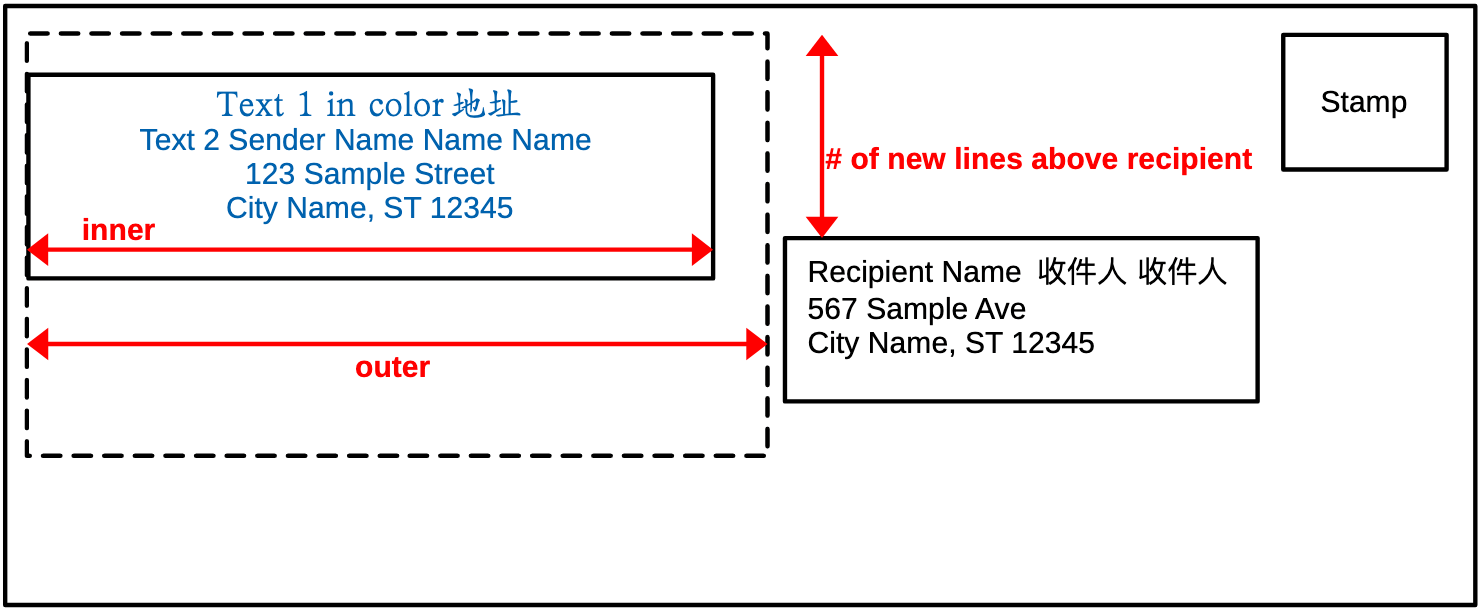 Text 1 in color 地址
Text 2 Sender Name Name Name
123 Sample Street
City Name, ST 12345
inner
outer
# of new lines above recipient
Stamp
Recipient Name 收件人 收件人
567 Sample Ave
City Name, ST 12345